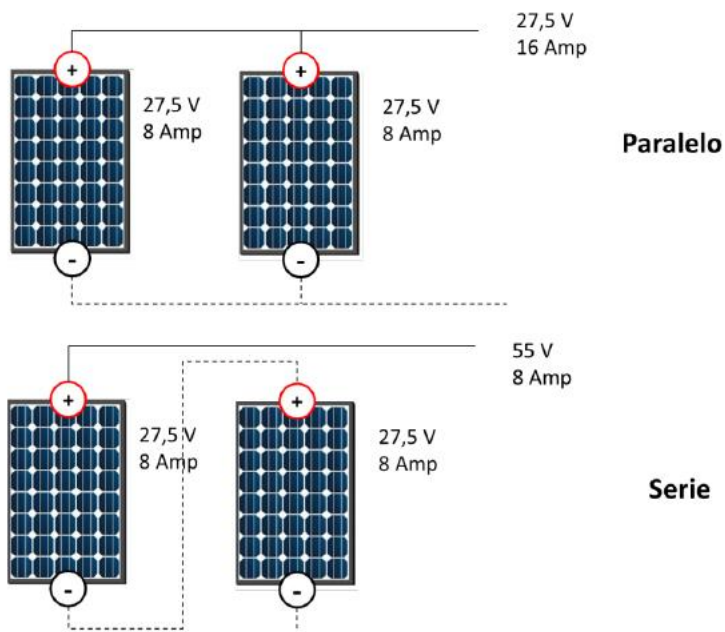 27,5 V
16 Amp
+
+
27,5 V
8 Amp
27,5 V
8 Amp
Paralelo
-
-
55 V
8 Amp
+
+
27,5 V
8 Amp
27,5 V
8 Amp
Serie
-
-